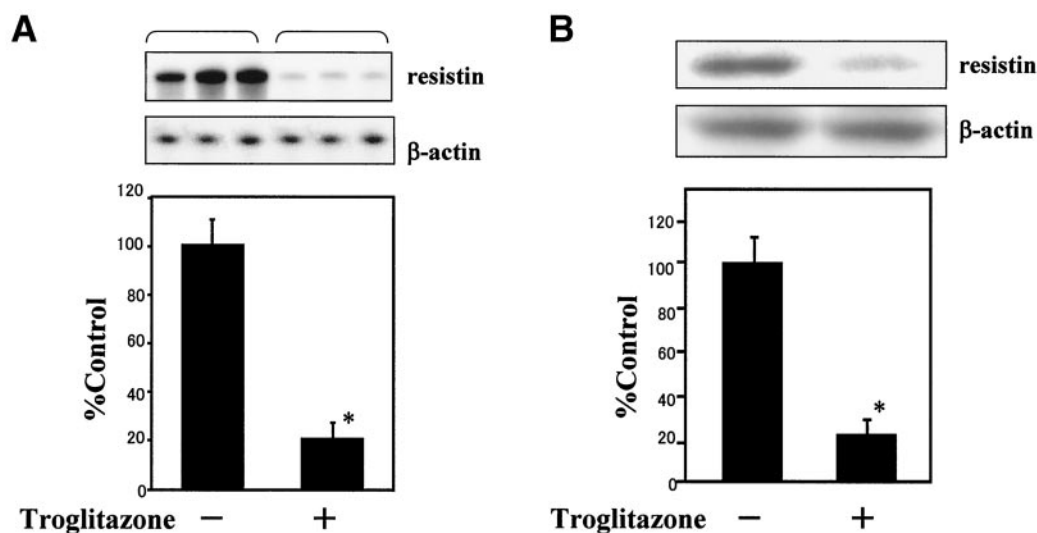 A
resistin
β-actin
120
100
80
60
40
20
0
%Control
*
Troglitazone − +
B
resistin
β-actin
120
100
80
60
40
20
0
%Control
*
Troglitazone − +